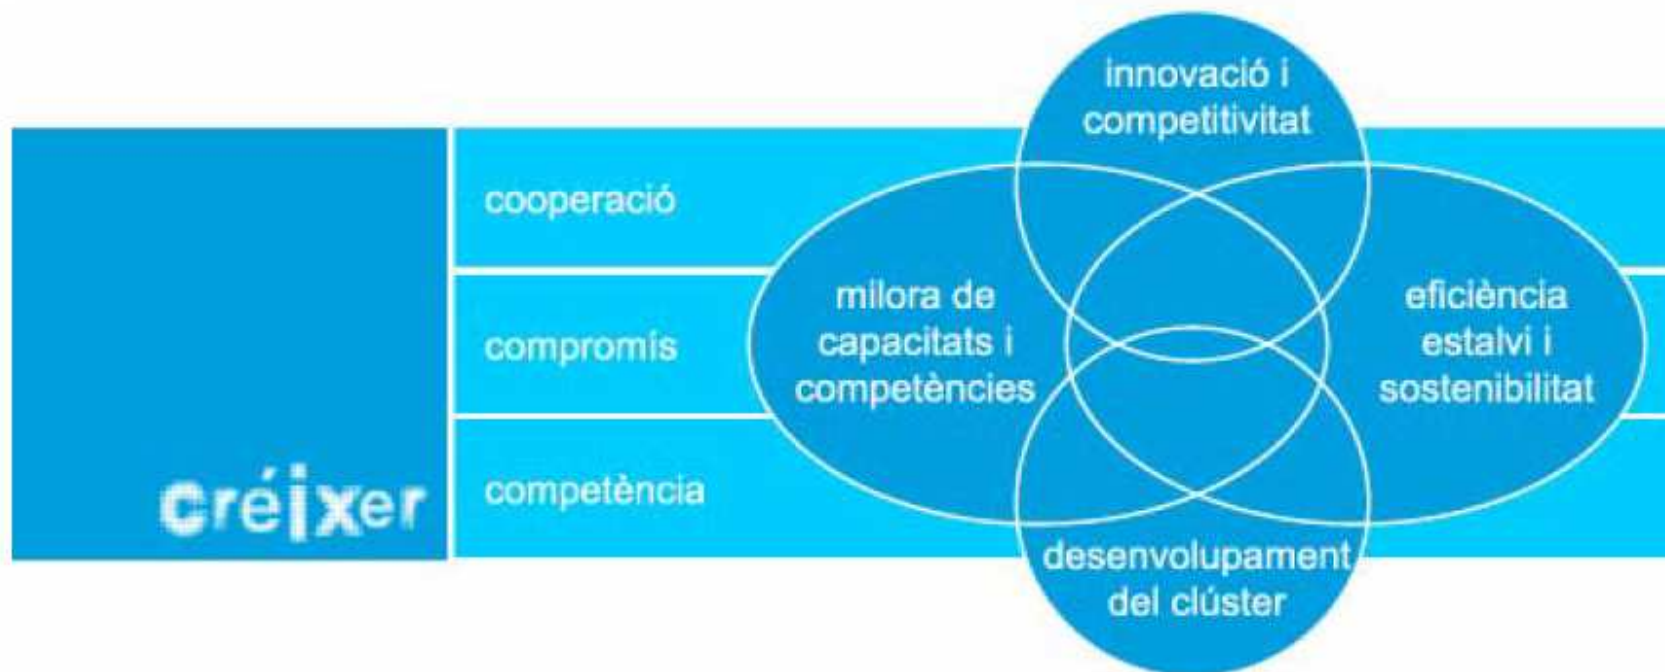 créixer
cooperació
compromís
competència
innovació i
competitivitat
milora de
capacitats i
competències
eficiència
estalvi i
sostenibilitat
desenvolupament
del clúster